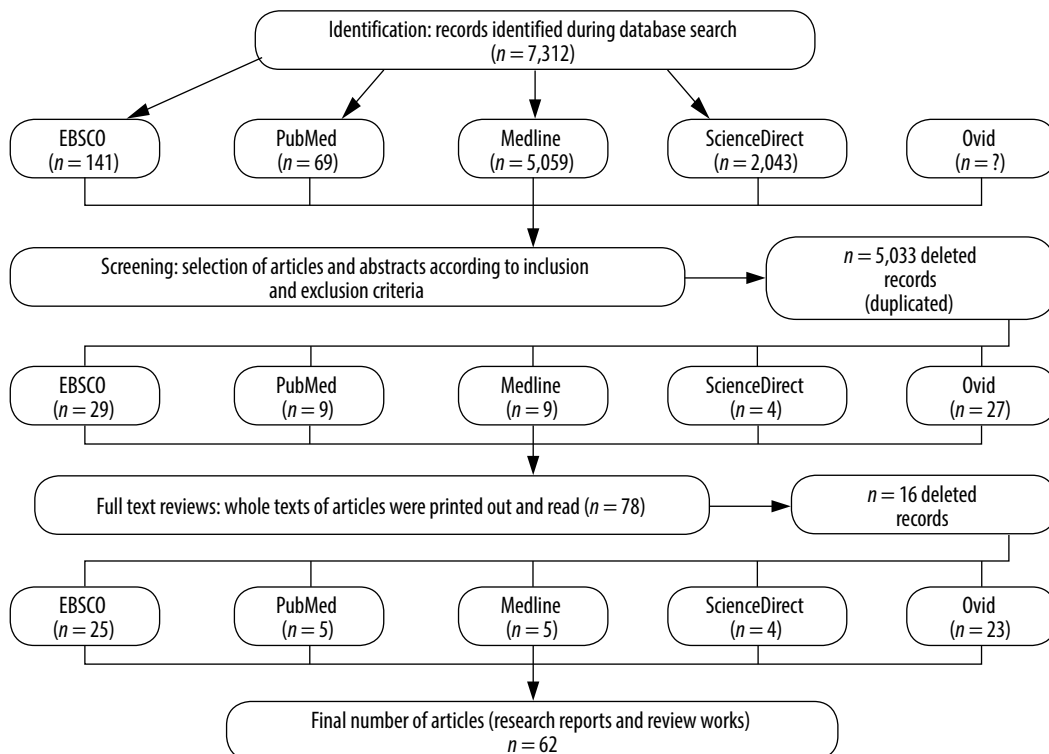 Identification: records identified during database search
(n = 7,312)
EBSCO
(n = 141)
PubMed
(n = 69)
Medline
(n = 5,059)
ScienceDirect
(n = 2,043)
Ovid
(n = ?)
Screening: selection of articles and abstracts according to inclusion
and exclusion criteria
n = 5,033 deleted
records
(duplicated)
EBSCO
(n = 29)
PubMed
(n = 9)
Medline
(n = 9)
ScienceDirect
(n = 4)
Ovid
(n = 27)
Full text reviews: whole texts of articles were printed out and read (n = 78)
n = 16 deleted
records
EBSCO
(n = 25)
PubMed
(n = 5)
Medline
(n = 5)
ScienceDirect
(n = 4)
Ovid
(n = 23)
Final number of articles (research reports and review works)
n = 62